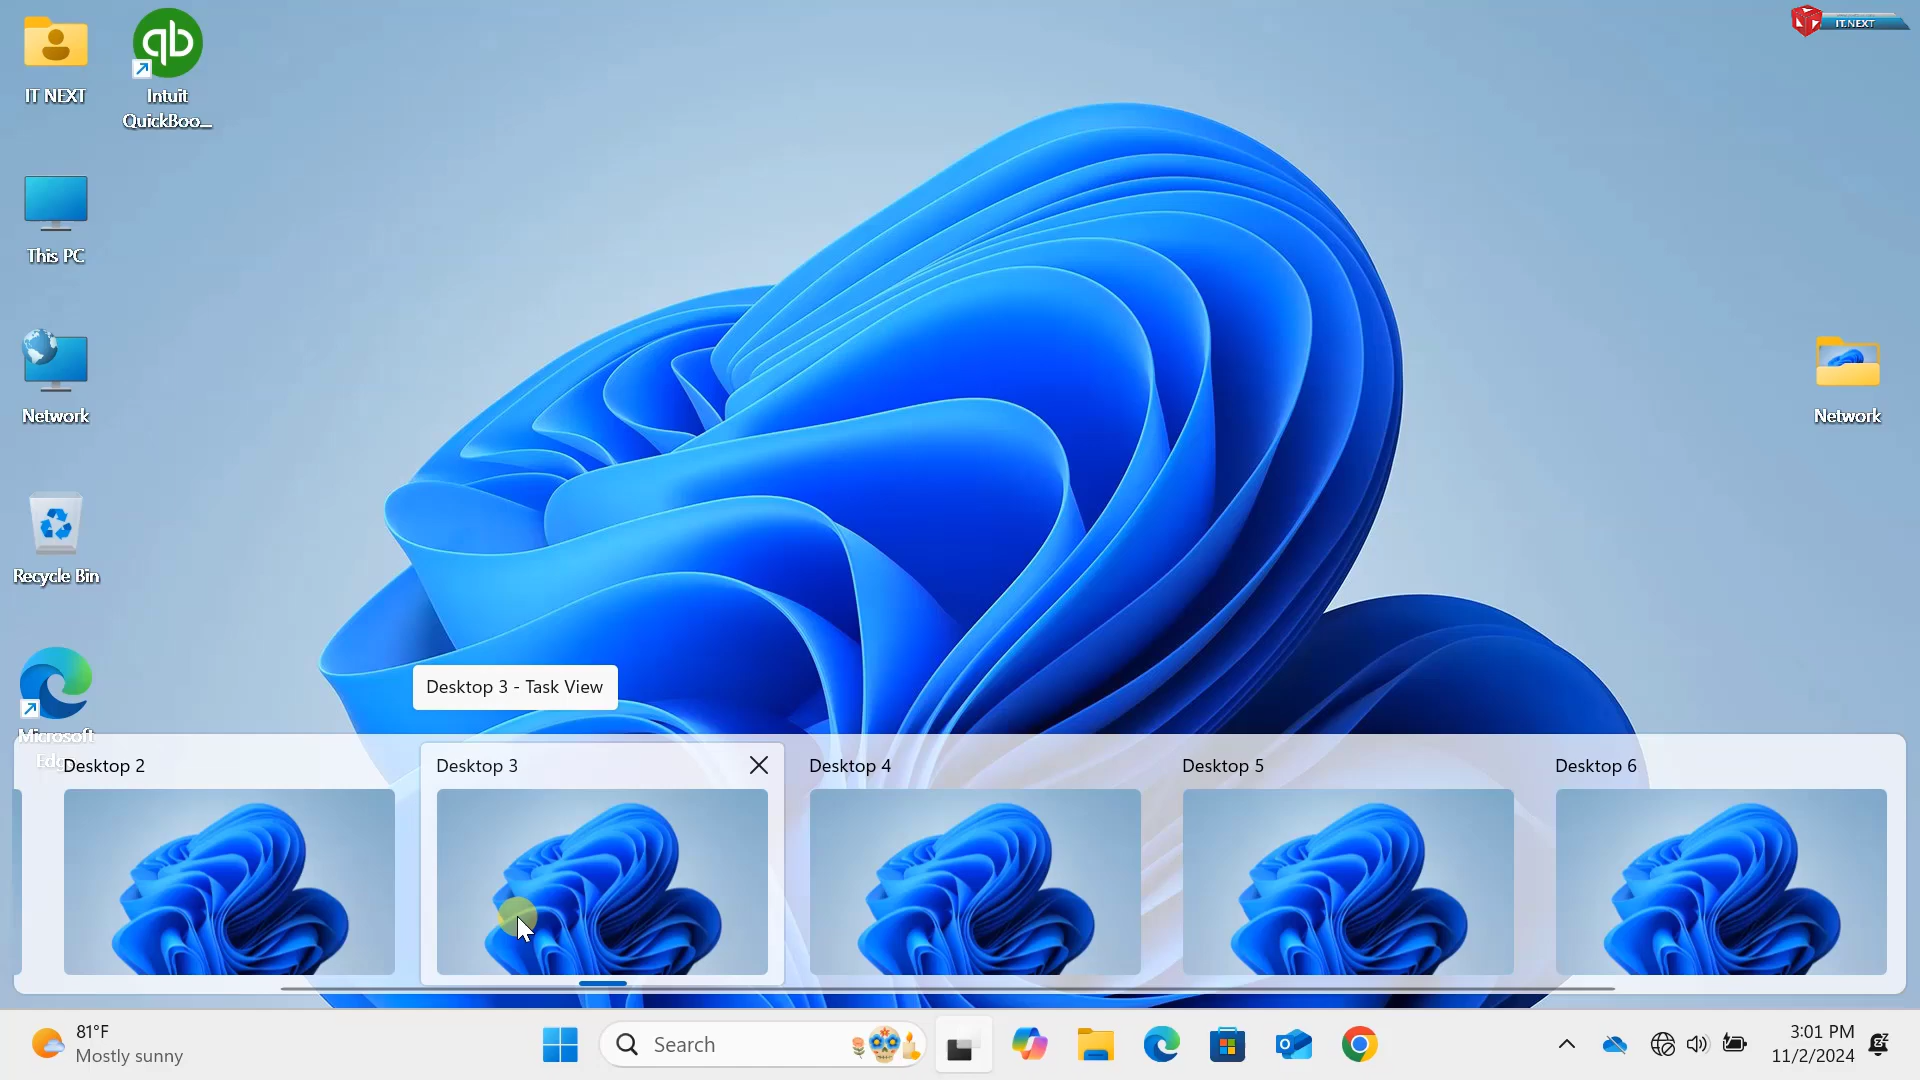 IT NEXT
Intuit
QuickBoo...
IT.NEXT
This PC
Network
Network
Recycle Bin
Microsoft
Edg
Desktop 3 - Task View
Desktop 2
Desktop 3
Desktop 4
Desktop 5
Desktop 6
81°F
Mostly sunny
Search
3:01 PM
11/2/2024